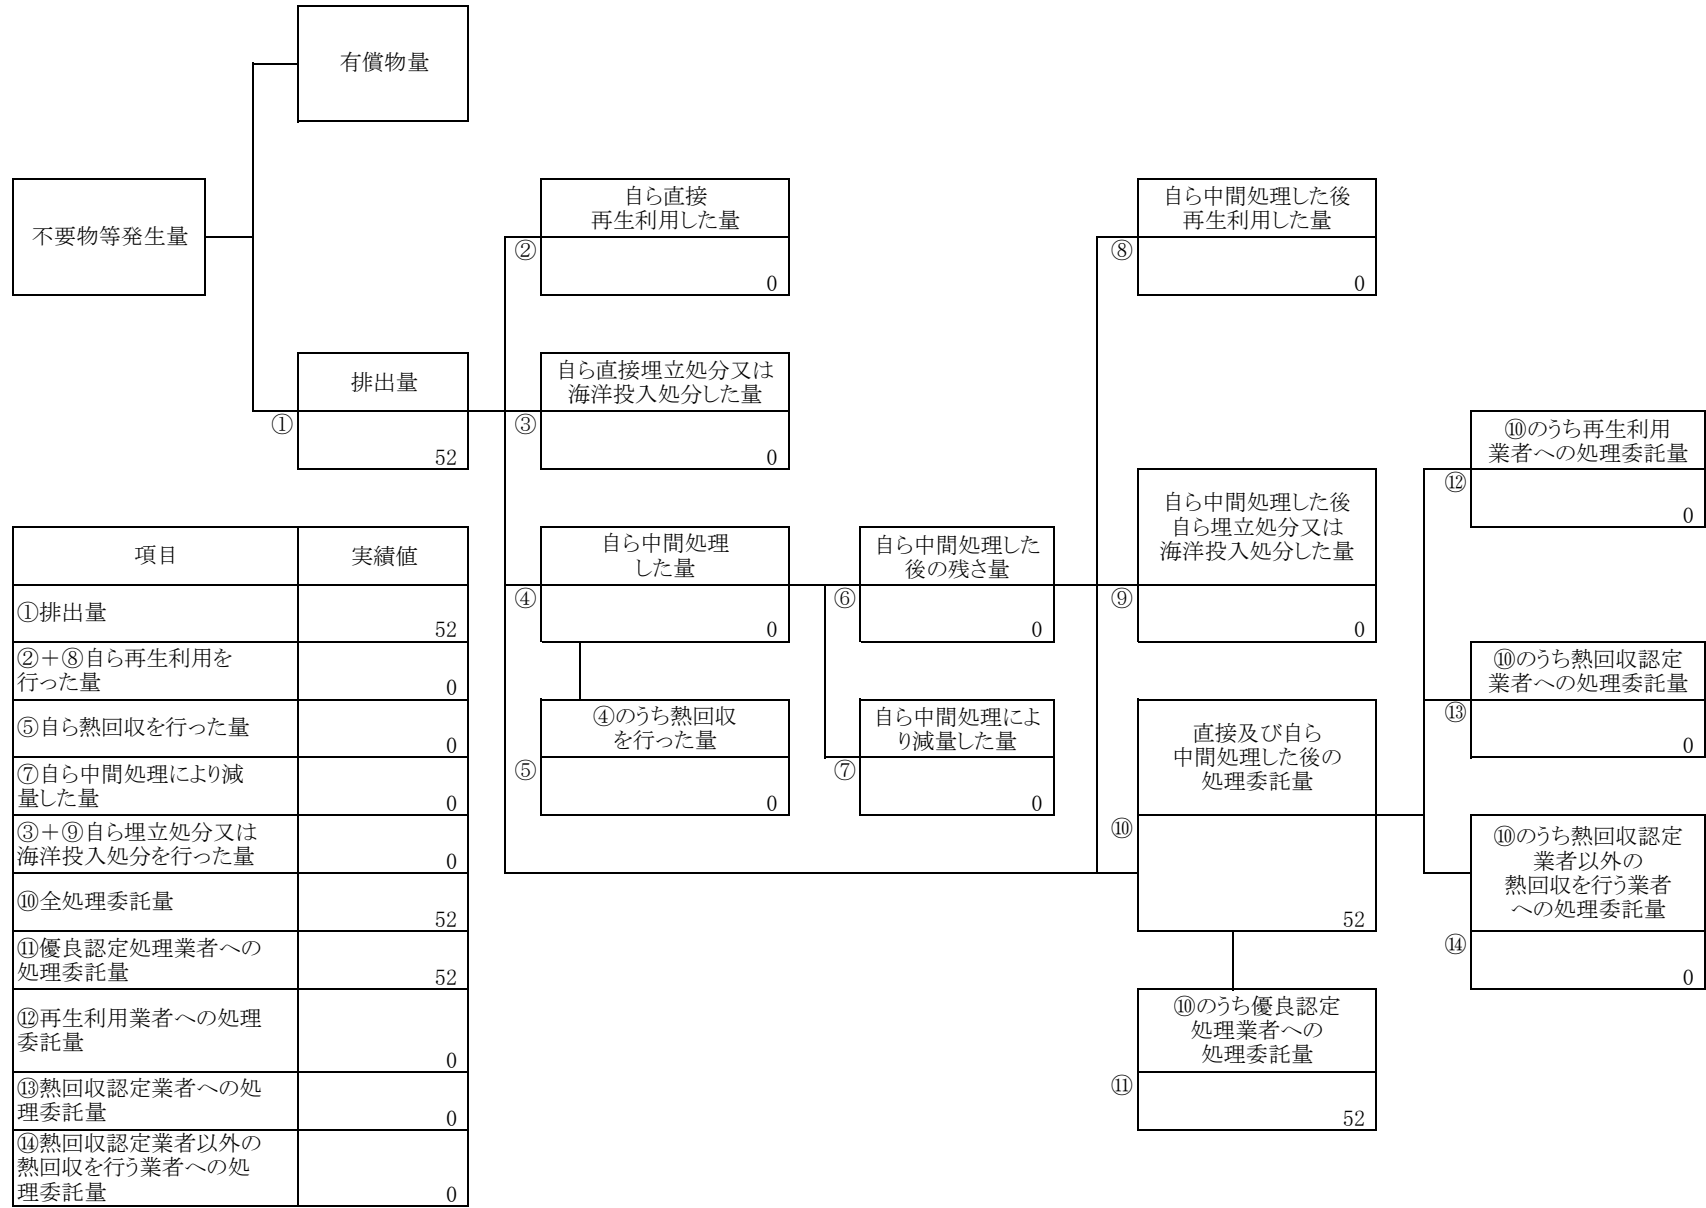 有償物量
不要物等発生量
自ら直接
再生利用した量
②
0
自ら中間処理した後
再生利用した量
⑧
0
排出量
①
52
自ら直接埋立処分又は
海洋投入処分した量
③
0
⑩のうち再生利用
業者への処理委託量
⑫
0
自ら中間処理した後
自ら埋立処分又は
海洋投入処分した量
⑨
0
自ら中間処理
した量
④
0
自ら中間処理した
後の残さ量
⑥
0
⑩のうち熱回収認定
業者への処理委託量
⑬
0
④のうち熱回収
を行った量
⑤
0
自ら中間処理によ
り減量した量
⑦
0
直接及び自ら
中間処理した後の
処理委託量
⑩
52
⑩のうち熱回収認定
業者以外の
熱回収を行う業者
への処理委託量
⑭
0
⑩のうち優良認定
処理業者への
処理委託量
⑪
52
項目 実績値
①排出量
52
②＋⑧自ら再生利用を
行った量
0
⑤自ら熱回収を行った量
0
⑦自ら中間処理により減
量した量
0
③＋⑨自ら埋立処分又は
海洋投入処分を行った量
0
⑩全処理委託量
52
⑪優良認定処理業者への
処理委託量
52
⑫再生利用業者への処理
委託量
0
⑬熱回収認定業者への処
理委託量
0
⑭熱回収認定業者以外の
熱回収を行う業者への処
理委託量
0